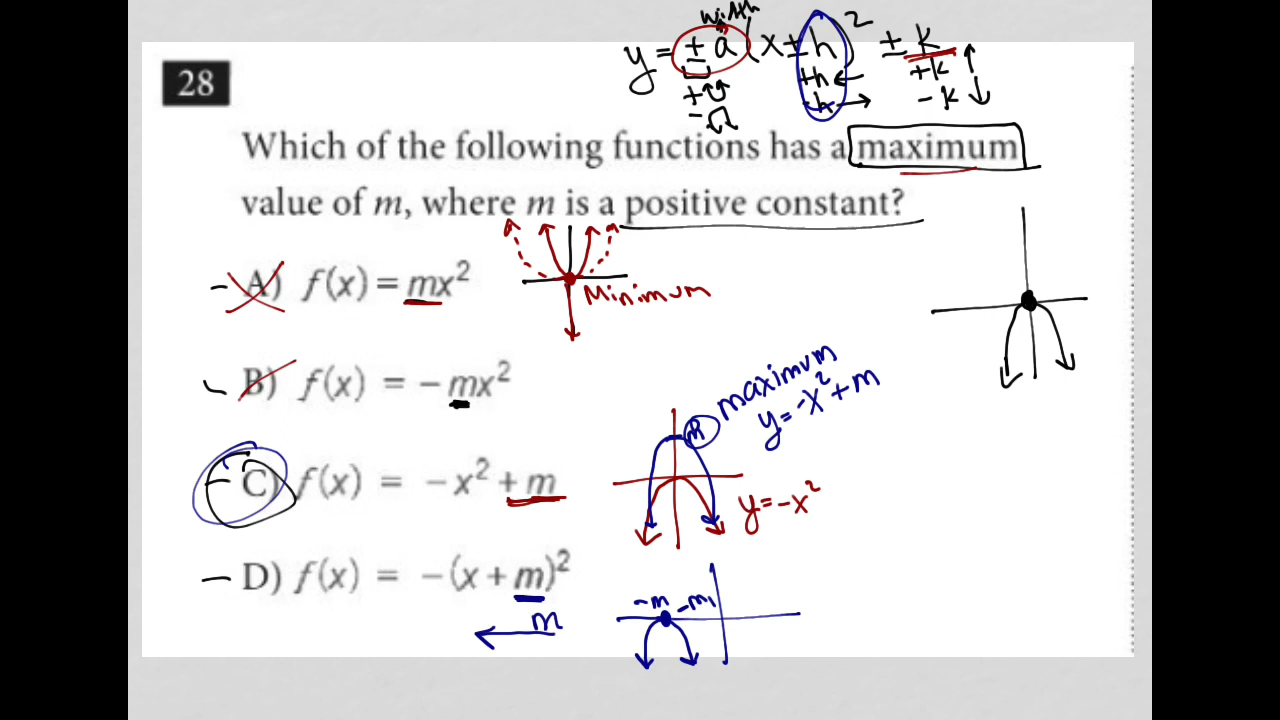 width
y = ± a (x ± h)² ± k
+h ←
+k ↑
+
-h →
-k ↓
-
28
Which of the following functions has a maximum
value of m, where m is a positive constant?
A) f(x) = mx²
Minimum
B) f(x) = −mx²
maximum
y = -x² + m
m
C) f(x) = −x² + m
y = -x²
D) f(x) = −(x + m)²
-m
-m,
m